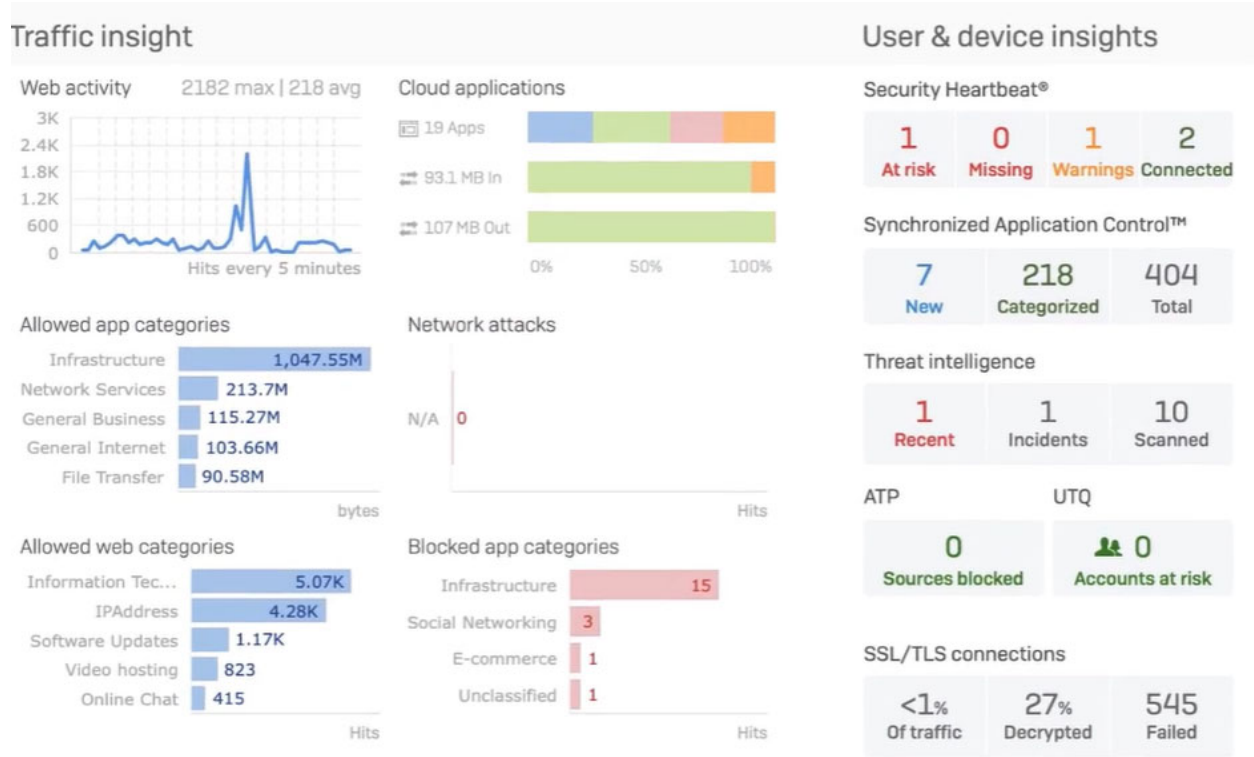 Traffic insight
Web activity
2182 max | 218 avg
3K
2.4K
1.8K
1.2K
600
0
Hits every 5 minutes
Cloud applications
19 Apps
93.1 MB In
107 MB Out
0%
50%
100%
Allowed app categories
Infrastructure
1,047.55M
Network Services
213.7M
General Business
115.27M
General Internet
103.66M
File Transfer
90.58M
bytes
Network attacks
N/A
0
Hits
Allowed web categories
Information Tec...
5.07K
IPAddress
4.28K
Software Updates
1.17K
Video hosting
823
Online Chat
415
Hits
Blocked app categories
Infrastructure
15
Social Networking
3
E-commerce
1
Unclassified
1
Hits
User & device insights
Security Heartbeat®
1
At risk
0
Missing
1
Warnings
2
Connected
Synchronized Application Control™
7
New
218
Categorized
404
Total
Threat intelligence
1
Recent
1
Incidents
10
Scanned
ATP
0
Sources blocked
UTQ
0
Accounts at risk
SSL/TLS connections
<1%
Of traffic
27%
Decrypted
545
Failed